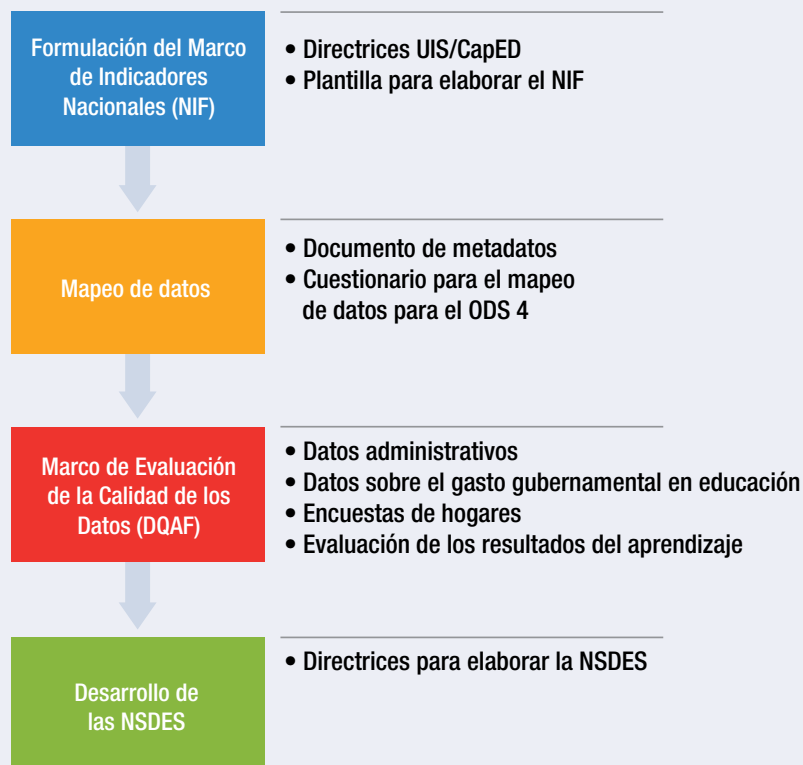 Formulación del Marco
de Indicadores
Nacionales (NIF)
• Directrices UIS/CapED
• Plantilla para elaborar el NIF
Mapeo de datos
• Documento de metadatos
• Cuestionario para el mapeo
de datos para el ODS 4
Marco de Evaluación
de la Calidad de los
Datos (DQAF)
• Datos administrativos
• Datos sobre el gasto gubernamental en educación
• Encuestas de hogares
• Evaluación de los resultados del aprendizaje
Desarrollo de
las NSDES
• Directrices para elaborar la NSDES